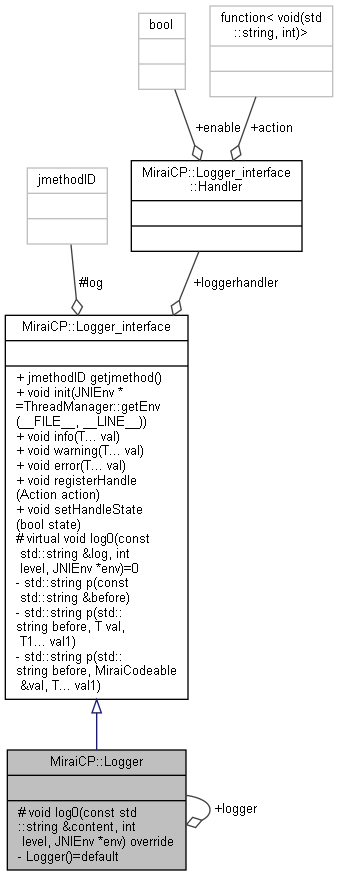 bool
function< void(std
::string, int)>
+enable
+action
jmethodID
MiraiCP::Logger_interface
::Handler
#log
+loggerhandler
MiraiCP::Logger_interface
+ jmethodID getjmethod()
+ void init(JNIEnv *
=ThreadManager::getEnv
(__FILE__, __LINE__))
+ void info(T... val)
+ void warning(T... val)
+ void error(T... val)
+ void registerHandle
(Action action)
+ void setHandleState
(bool state)
# virtual void log0(const
std::string &log, int
level, JNIEnv *env)=0
- std::string p(const
std::string &before)
- std::string p(std::
string before, T val,
T1... val1)
- std::string p(std::
string before, MiraiCodeable
&val, T... val1)
MiraiCP::Logger
# void log0(const std
::string &content, int
level, JNIEnv *env) override
- Logger()=default
+logger